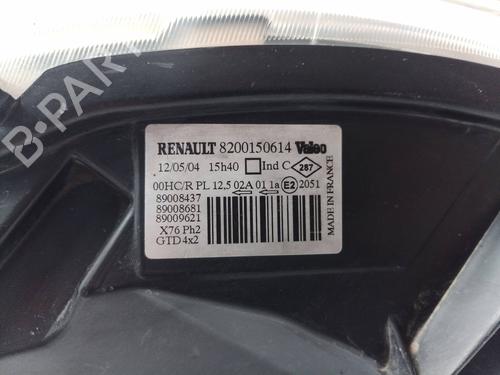 B-PARTS
RENAULT 8200150614 Valeo
12/05/04 15h40 Ind C 287
00HC/R PL 12,5 02A 01 1a E2 2051
89008437
89008681
89009621
X76 Ph2
GTD 4x2
MADE IN FRANCE